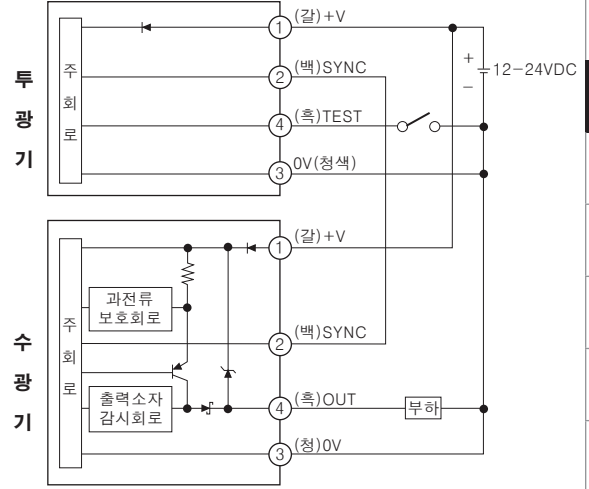 투광기
주회로
① (갈)+V
② (백)SYNC
④ (흑)TEST
③ 0V(청색)
+
12-24VDC
−
수광기
주회로
① (갈)+V
과전류
보호회로
② (백)SYNC
출력소자
감시회로
④ (흑)OUT
부하
③ (청)0V